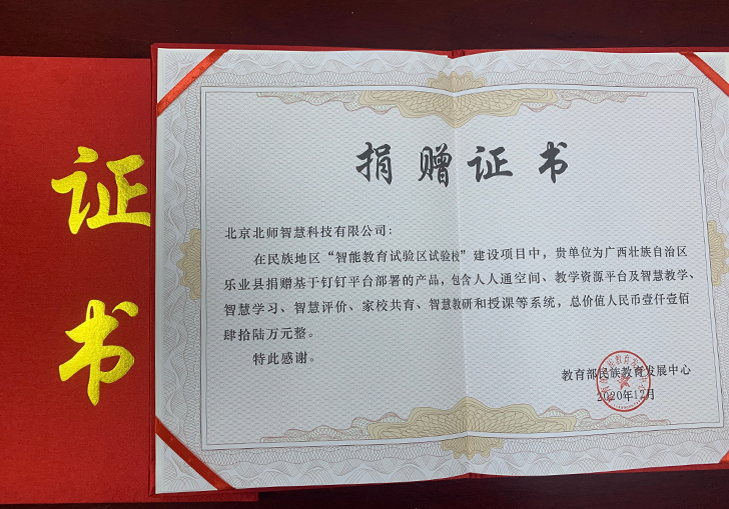 证
书
捐赠证书
北京北师智慧科技有限公司：
在民族地区“智能教育试验区试验校”建设项目中，贵单位为广西壮族自治区
乐业县捐赠基于钉钉平台部署的产品，包含人人通空间、教学资源平台及智慧教学、
智慧学习、智慧评价、家校共育、智慧教研和授课等系统，总价值人民币壹仟壹佰
肆拾陆万元整。
特此感谢。
教育部民族教育发展中心
2020年12月